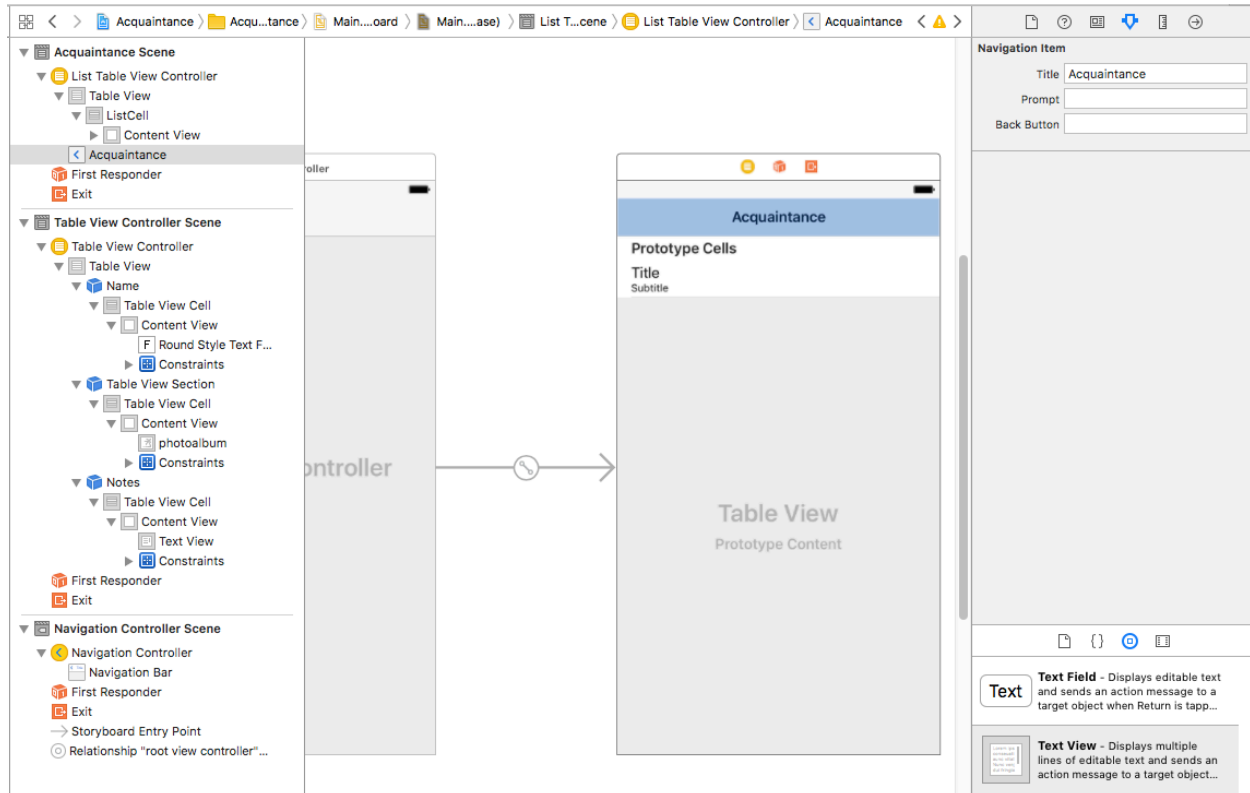 Acquaintance
Acqu...tance
Main....oard
Main....ase)
List T...cene
List Table View Controller
Acquaintance
Acquaintance Scene
List Table View Controller
Table View
ListCell
Content View
Acquaintance
First Responder
Exit
Table View Controller Scene
Table View Controller
Table View
Name
Table View Cell
Content View
F Round Style Text F...
Constraints
Table View Section
Table View Cell
Content View
photoalbum
Constraints
Notes
Table View Cell
Content View
Text View
Constraints
First Responder
Exit
Navigation Controller Scene
Navigation Controller
Navigation Bar
First Responder
Exit
Storyboard Entry Point
Relationship "root view controller"...
oller
ontroller
Acquaintance
Prototype Cells
Title
Subtitle
Table View
Prototype Content
Navigation Item
Title Acquaintance
Prompt
Back Button
{}
Text
Text Field - Displays editable text
and sends an action message to a
target object when Return is tapp...
Text View - Displays multiple
lines of editable text and sends an
action message to a target object...